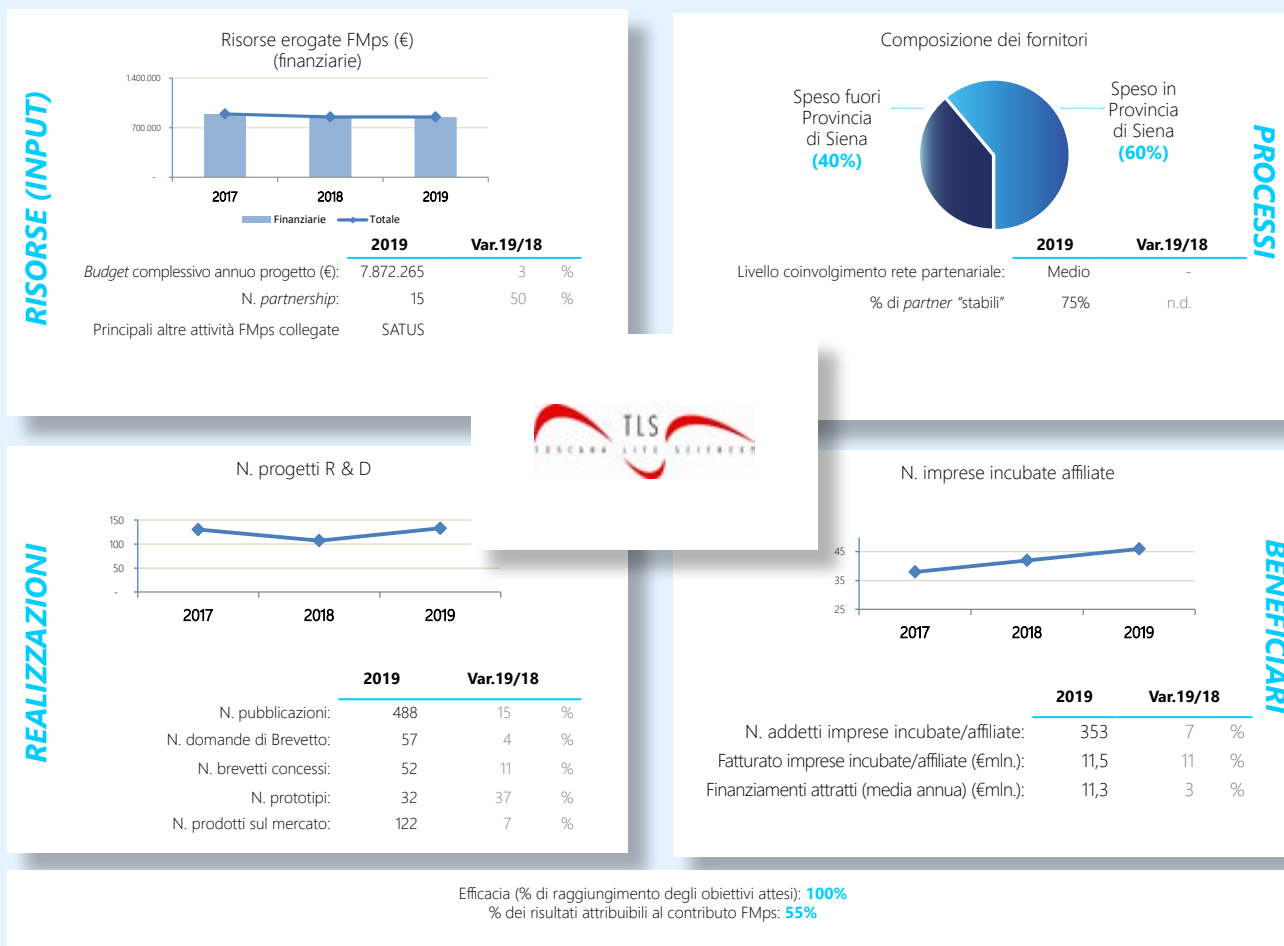 RISORSE (INPUT)
Risorse erogate FMps (€)
(finanziarie)
1.400.000
700.000
-
2017 2018 2019
Finanziarie Totale
2019 Var.19/18
Budget complessivo annuo progetto (€): 7.872.265 3 %
N. partnership: 15 50 %
Principali altre attività FMps collegate SATUS
PROCESSI
Composizione dei fornitori
Speso fuori
Provincia
di Siena
(40%)
Speso in
Provincia
di Siena
(60%)
2019 Var.19/18
Livello coinvolgimento rete partenariale: Medio -
% di partner “stabili” 75% n.d.
TLS
TOSCANA LIFE SCIENCES
REALIZZAZIONI
N. progetti R & D
150
100
50
-
2017 2018 2019
2019 Var.19/18
N. pubblicazioni: 488 15 %
N. domande di Brevetto: 57 4 %
N. brevetti concessi: 52 11 %
N. prototipi: 32 37 %
N. prodotti sul mercato: 122 7 %
BENEFICIARI
N. imprese incubate affiliate
45
35
25
2017 2018 2019
2019 Var.19/18
N. addetti imprese incubate/affiliate: 353 7 %
Fatturato imprese incubate/affiliate (€mln.): 11,5 11 %
Finanziamenti attratti (media annua) (€mln.): 11,3 3 %
Efficacia (% di raggiungimento degli obiettivi attesi): 100%
% dei risultati attribuibili al contributo FMps: 55%